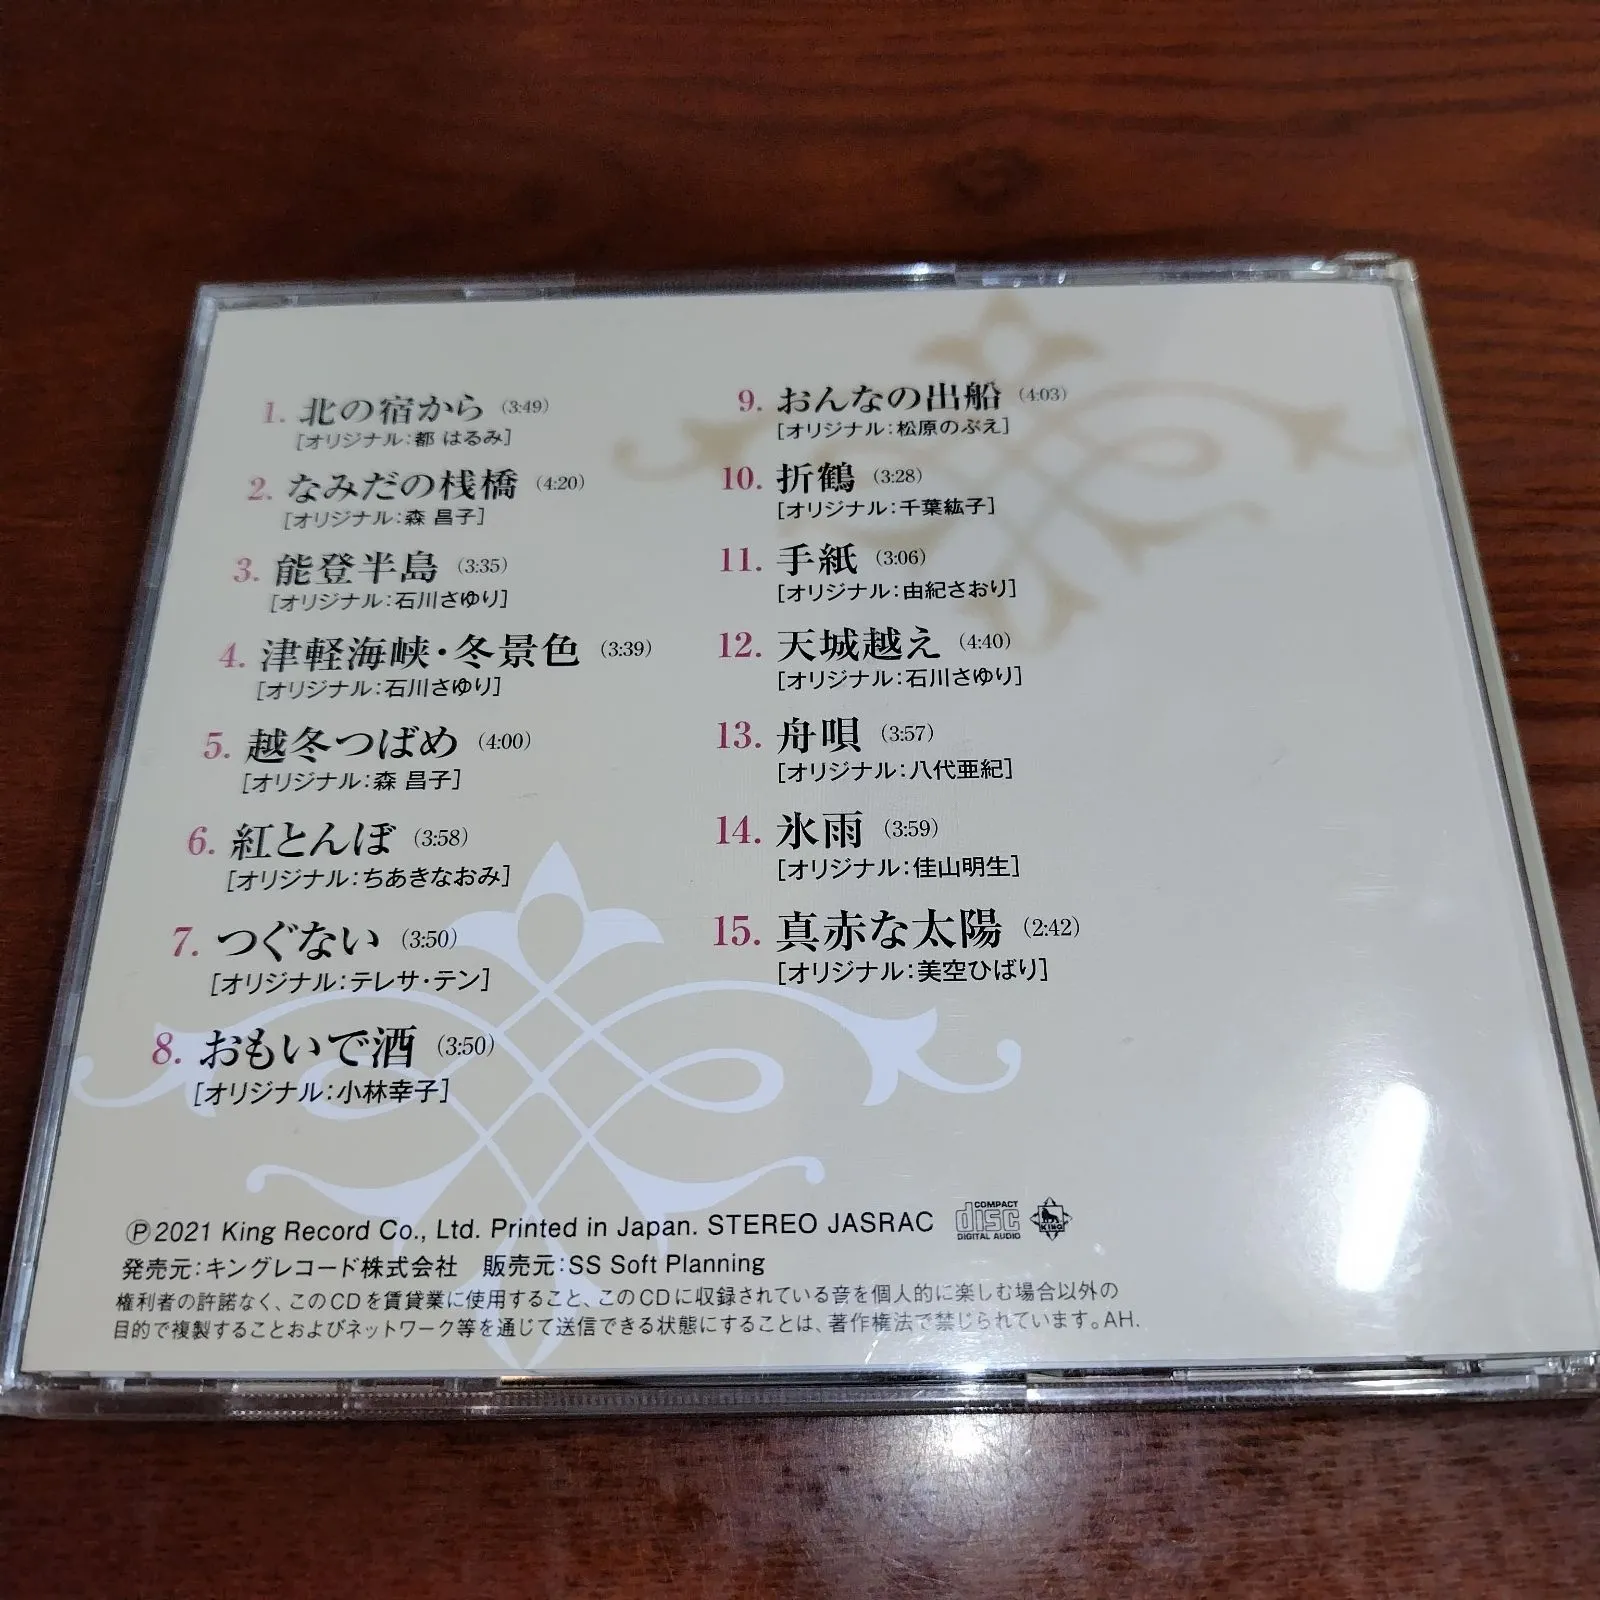 1. 北の宿から (3:49)
[オリジナル:都 はるみ]
2. なみだの桟橋 (4:20)
[オリジナル:森 昌子]
3. 能登半島 (3:35)
[オリジナル:石川さゆり]
4. 津軽海峡・冬景色 (3:39)
[オリジナル:石川さゆり]
5. 越冬つばめ (4:00)
[オリジナル:森 昌子]
6. 紅とんぼ (3:58)
[オリジナル:ちあきなおみ]
7. つぐない (3:50)
[オリジナル:テレサ・テン]
8. おもいで酒 (3:50)
[オリジナル:小林幸子]
9. おんなの出船 (4:03)
[オリジナル:松原のぶえ]
10. 折鶴 (3:28)
[オリジナル:千葉紘子]
11. 手紙 (3:06)
[オリジナル:由紀さおり]
12. 天城越え (4:40)
[オリジナル:石川さゆり]
13. 舟唄 (3:57)
[オリジナル:八代亜紀]
14. 氷雨 (3:59)
[オリジナル:佳山明生]
15. 真赤な太陽 (2:42)
[オリジナル:美空ひばり]
℗2021 King Record Co., Ltd. Printed in Japan. STEREO JASRAC
COMPACT
disc
DIGITAL AUDIO
KING
発売元:キングレコード株式会社 販売元:SS Soft Planning
権利者の許諾なく、このCDを賃貸業に使用すること、このCDに収録されている音を個人的に楽しむ場合以外の
目的で複製することおよびネットワーク等を通じて送信できる状態にすることは、著作権法で禁じられています。AH.